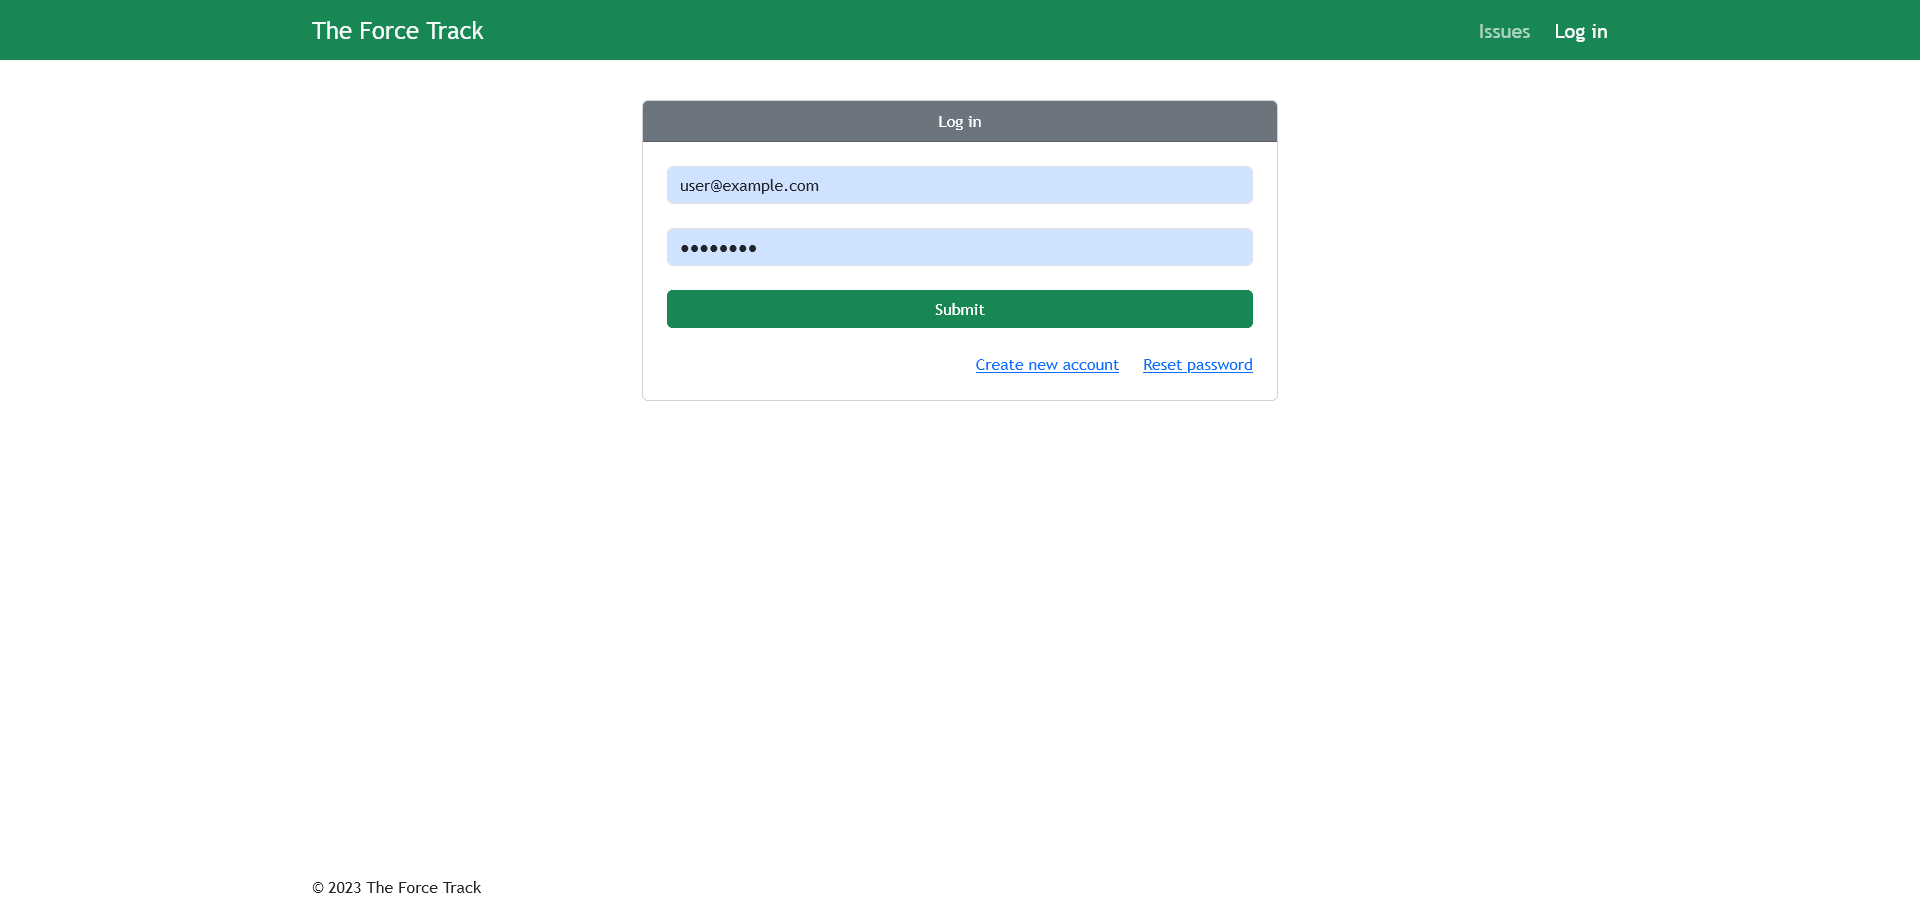 The Force Track
Issues
Log in
Log in
user@example.com
••••••••
Submit
Create new account
Reset password
© 2023 The Force Track